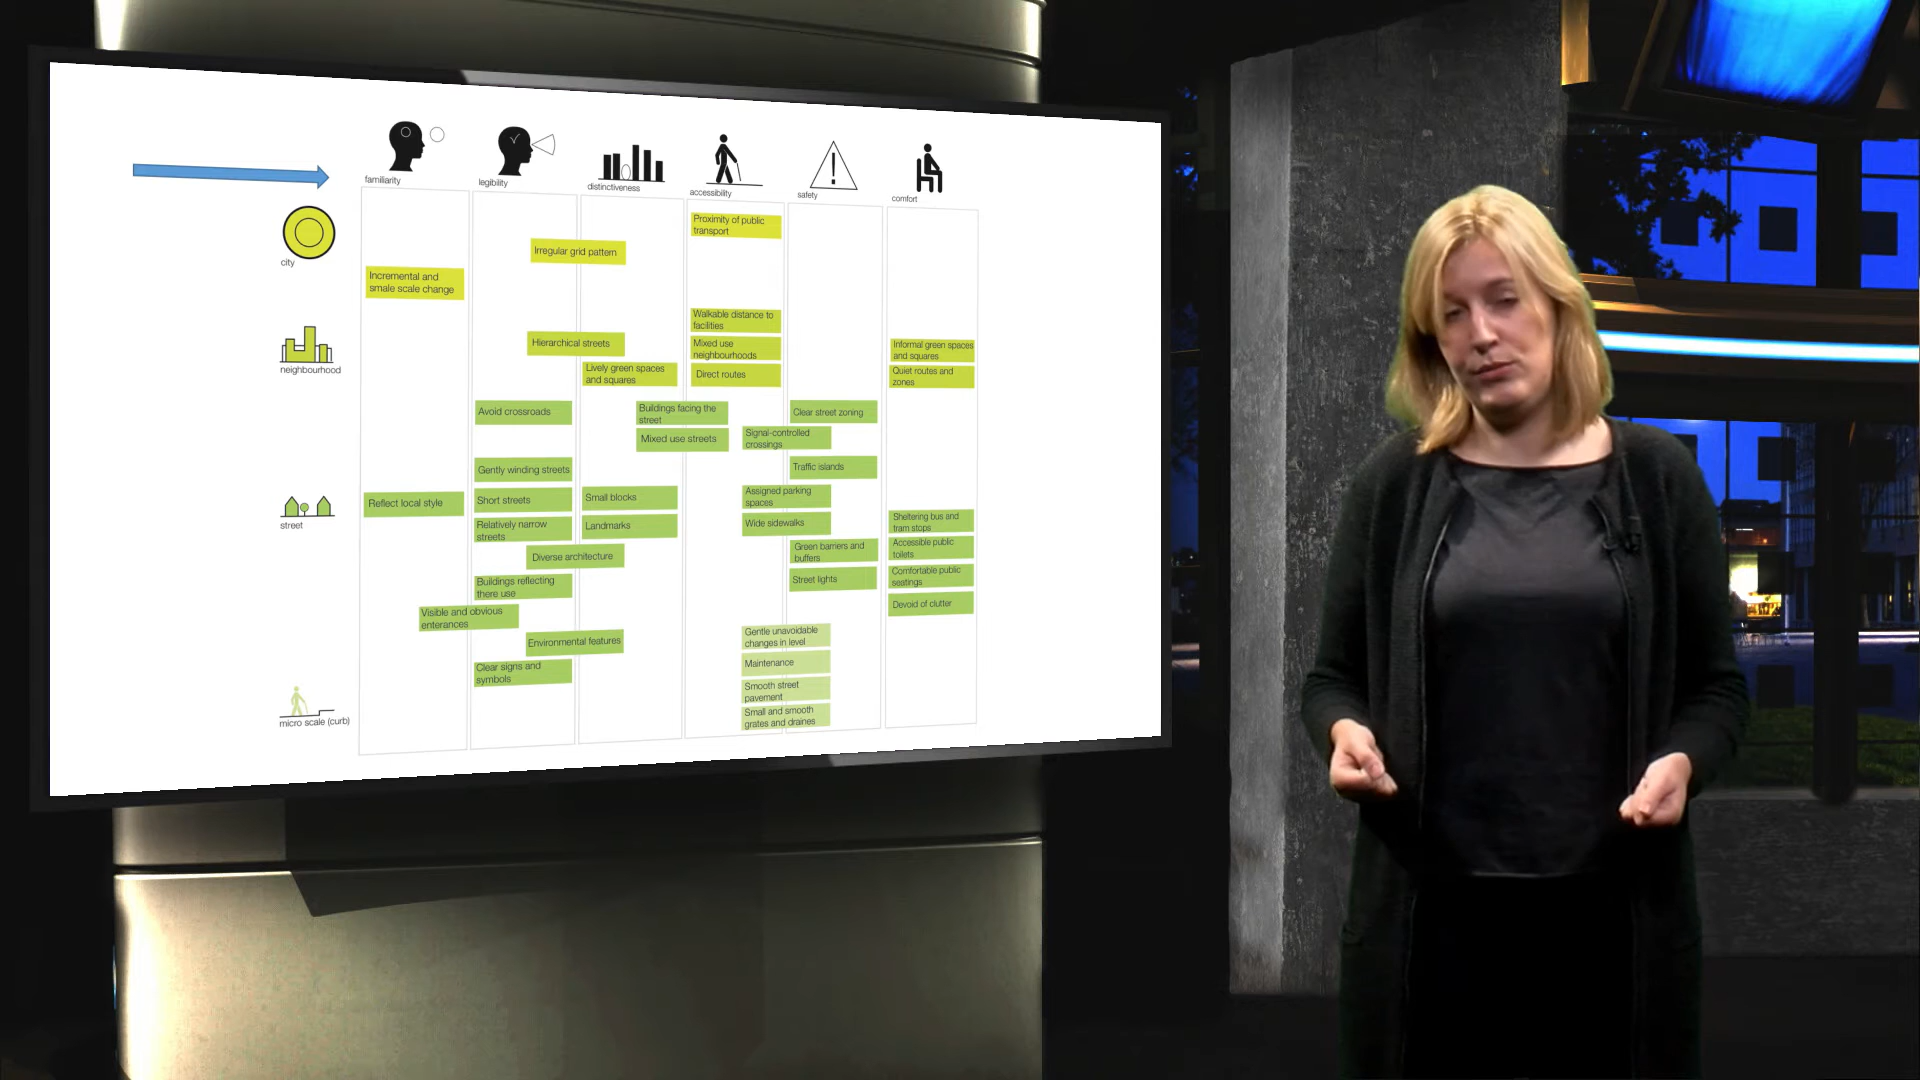 familiarity
legibility
distinctiveness
accessibility
safety
comfort
city
Proximity of public
transport
Irregular grid pattern
Incremental and
smale scale change
neighbourhood
Walkable distance to
facilities
Hierarchical streets
Mixed use
neighbourhoods
Informal green spaces
and squares
Lively green spaces
and squares
Direct routes
Quiet routes and
zones
street
Avoid crossroads
Buildings facing the
street
Clear street zoning
Mixed use streets
Signal-controlled
crossings
Gently winding streets
Traffic islands
Reflect local style
Short streets
Small blocks
Assigned parking
spaces
Relatively narrow
streets
Landmarks
Wide sidewalks
Sheltering bus and
tram stops
Diverse architecture
Green barriers and
buffers
Accessible public
toilets
Buildings reflecting
there use
Street lights
Comfortable public
seatings
Visible and obvious
enterances
Devoid of clutter
Environmental features
Gentle unavoidable
changes in level
Clear signs and
symbols
Maintenance
Smooth street
pavement
micro scale (curb)
Small and smooth
grates and draines